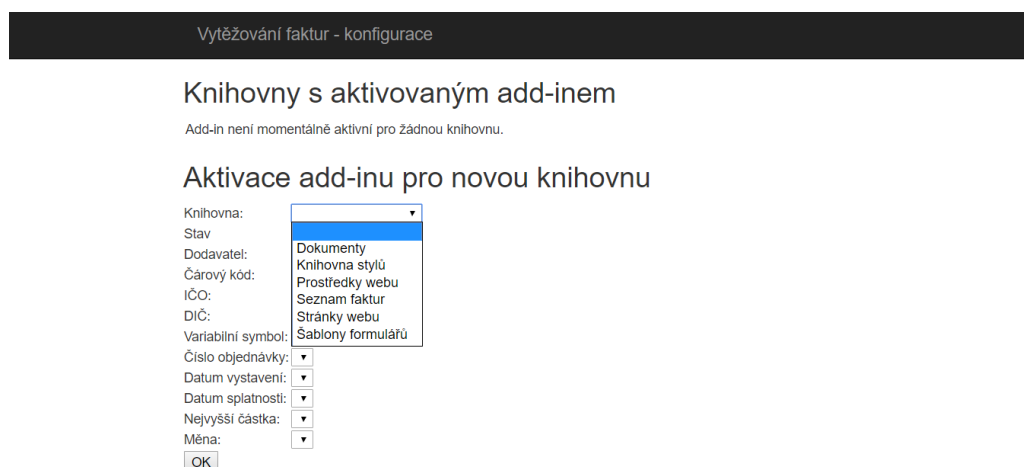 Vytěžování faktur - konfigurace
Knihovny s aktivovaným add-inem
Add-in není momentálně aktivní pro žádnou knihovnu.
Aktivace add-inu pro novou knihovnu
Knihovna:
Stav
Dodavatel:
Čárový kód:
IČO:
DIČ:
Variabilní symbol:
Číslo objednávky:
Datum vystavení:
Datum splatnosti:
Nejvyšší částka:
Měna:
OK
Dokumenty
Knihovna stylů
Prostředky webu
Seznam faktur
Stránky webu
Šablony formulářů